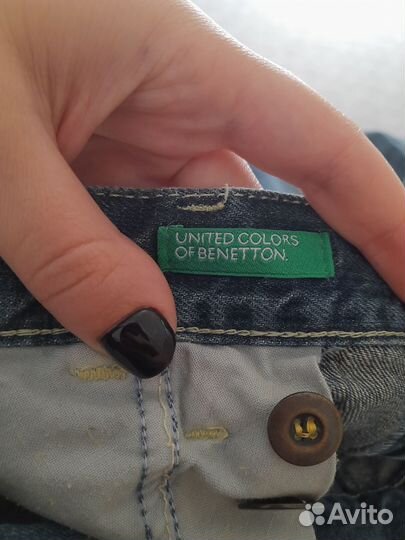 UNITED COLORS
OF BENETTON.
Avito